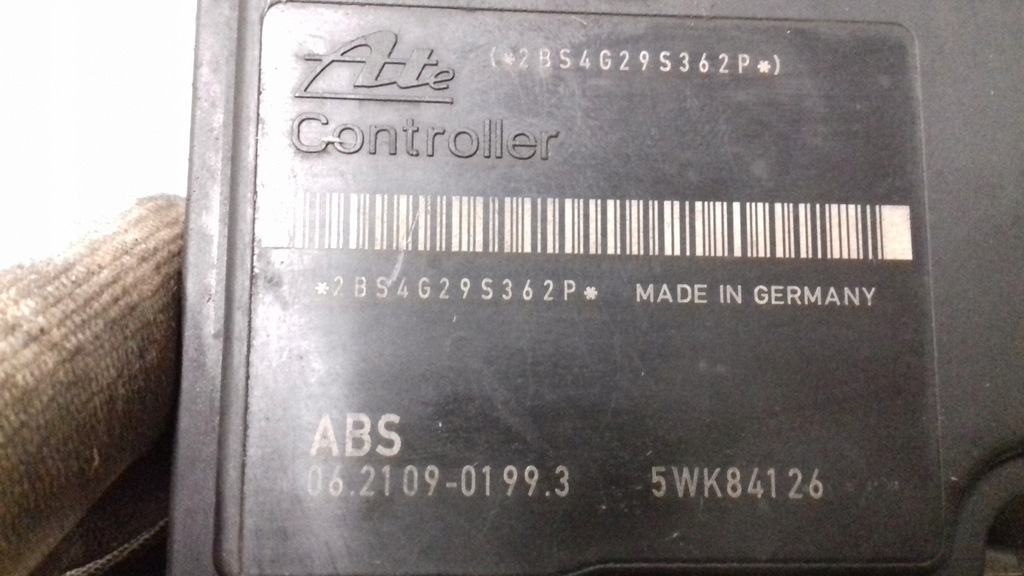 Ate (*2BS4G29S362P*)
Controller
*2BS4G29S362P* MADE IN GERMANY
ABS
06.2109-0199.3 5WK84126